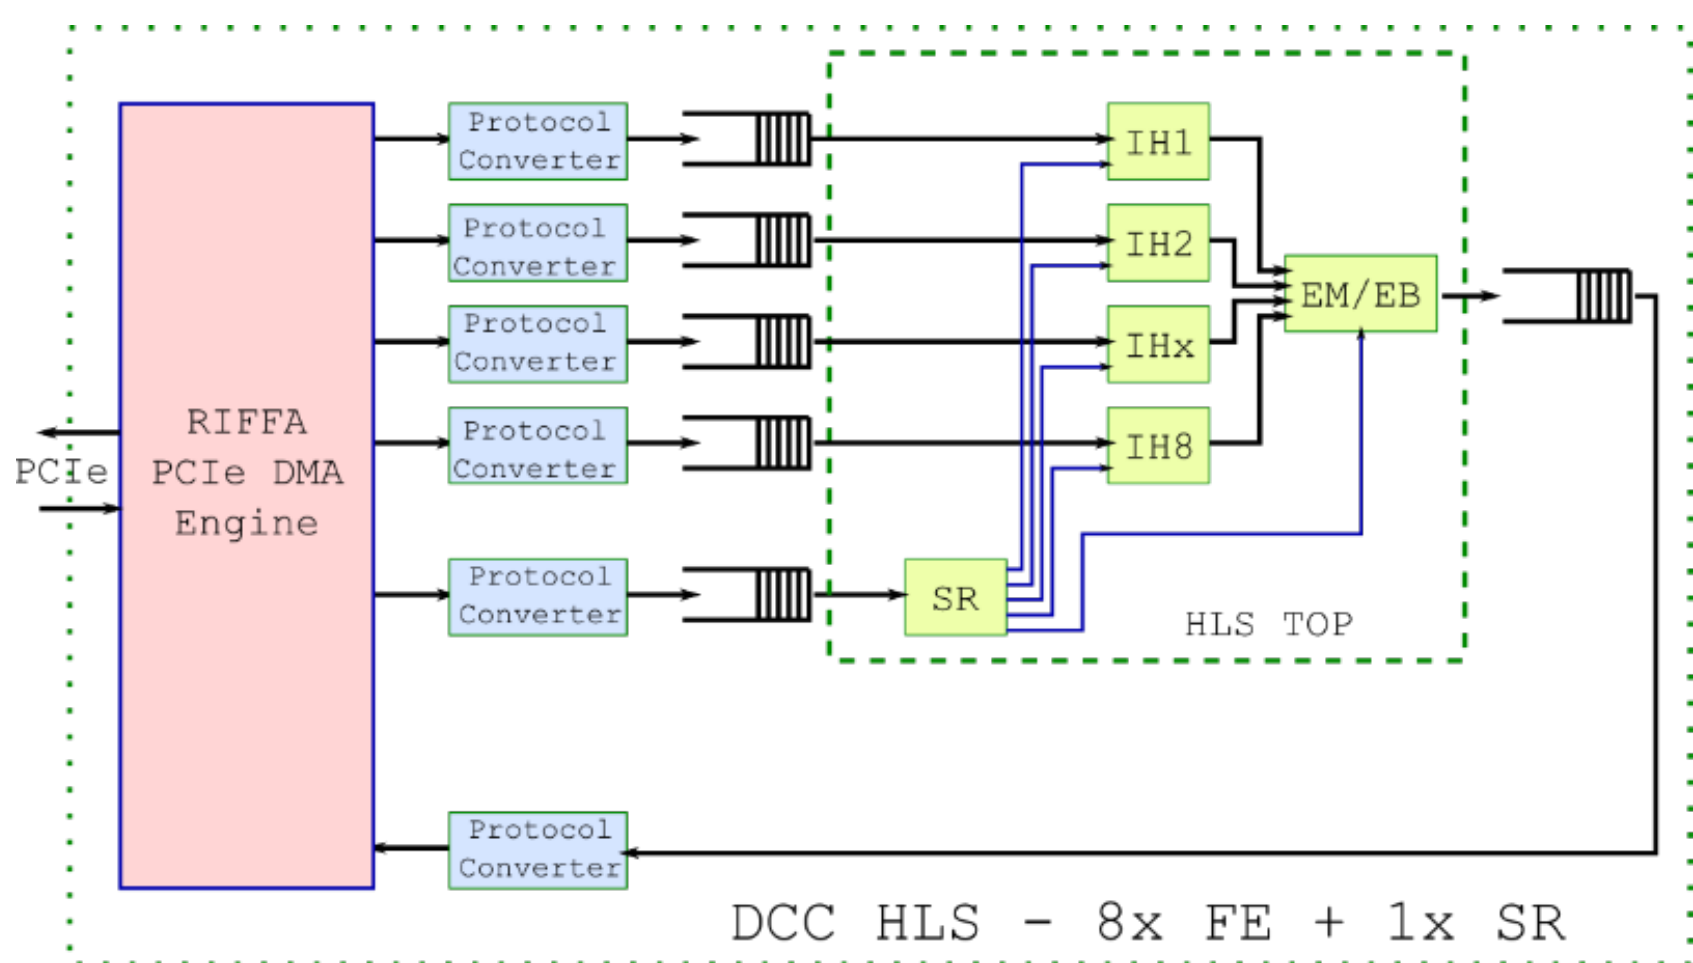 Protocol
Converter
IH1
Protocol
Converter
IH2
EM/EB
Protocol
Converter
IHx
RIFFA
PCIe DMA
Engine
PCIe
Protocol
Converter
IH8
Protocol
Converter
SR
HLS TOP
Protocol
Converter
DCC HLS - 8x FE + 1x SR